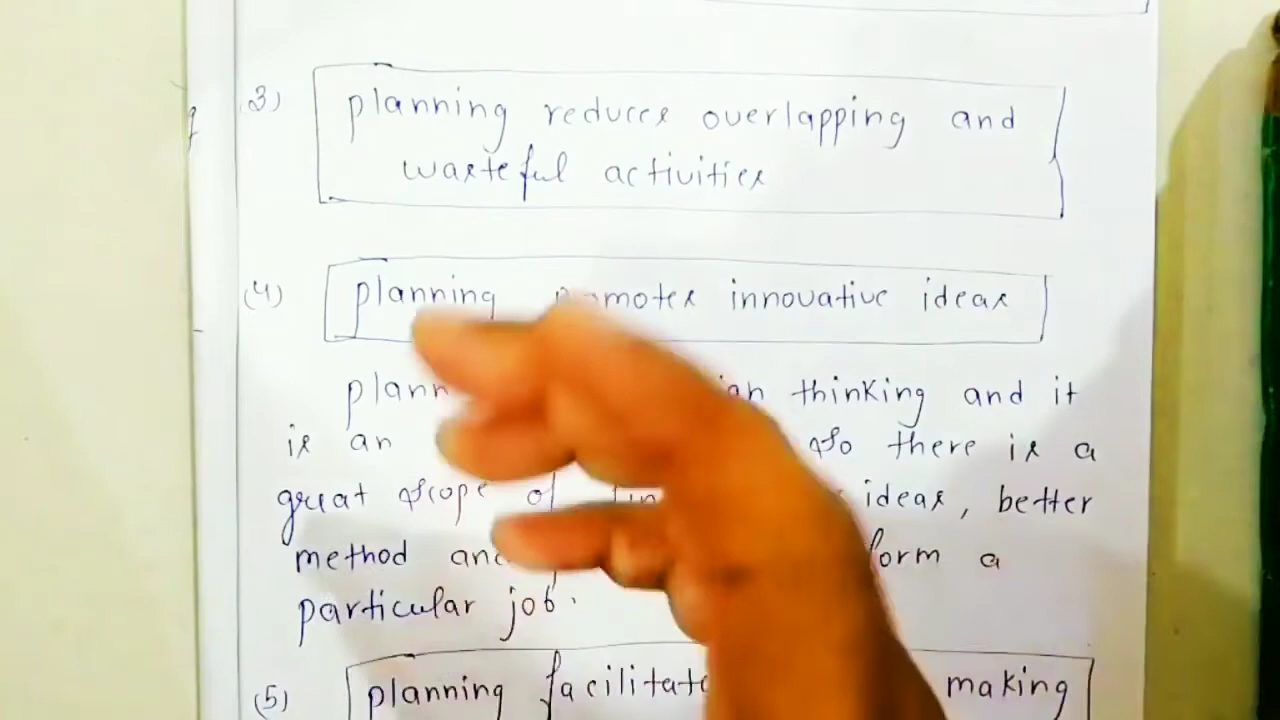 3) planning reduces overlapping and
wasteful activities
(4) planning promotes innovative ideas
thinking and it
is an So there is a
great scope of ideas, better
method and form a
particular job.
(5) planning facilitate making